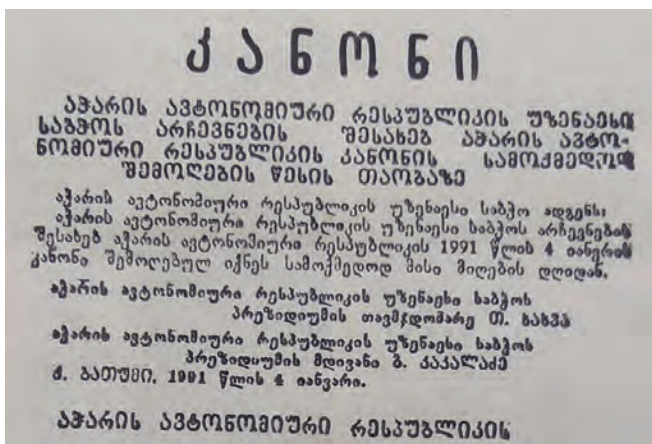 კანონი
აჭარის ავტონომიური რესპუბლიკის უზენაესი
საბჭოს არჩევნების შესახებ აჭარის ავტო-
ნომიური რესპუბლიკის კანონის სამოქმედოდ
შემოღების წესის თაობაზე
აჭარის ავტონომიური რესპუბლიკის უზენაესი საბჭო ადგენს:
აჭარის ავტონომიური რესპუბლიკის უზენაესი საბჭოს არჩევნების
შესახებ აჭარის ავტონომიური რესპუბლიკის 1991 წლის 4 იანვრის
კანონი შემოღებულ იქნეს სამოქმედოდ მისი მიღების დღიდან.
აჭარის ავტონომიური რესპუბლიკის უზენაესი საბჭოს
პრეზიდიუმის თავმჯდომარე თ. ხახვა
აჭარის ავტონომიური რესპუბლიკის უზენაესი საბჭოს
პრეზიდიუმის მდივანი გ. კაკალაძე
ქ. ბათუმი. 1991 წლის 4 იანვარი.
აჭარის ავტონომიური რესპუბლიკის